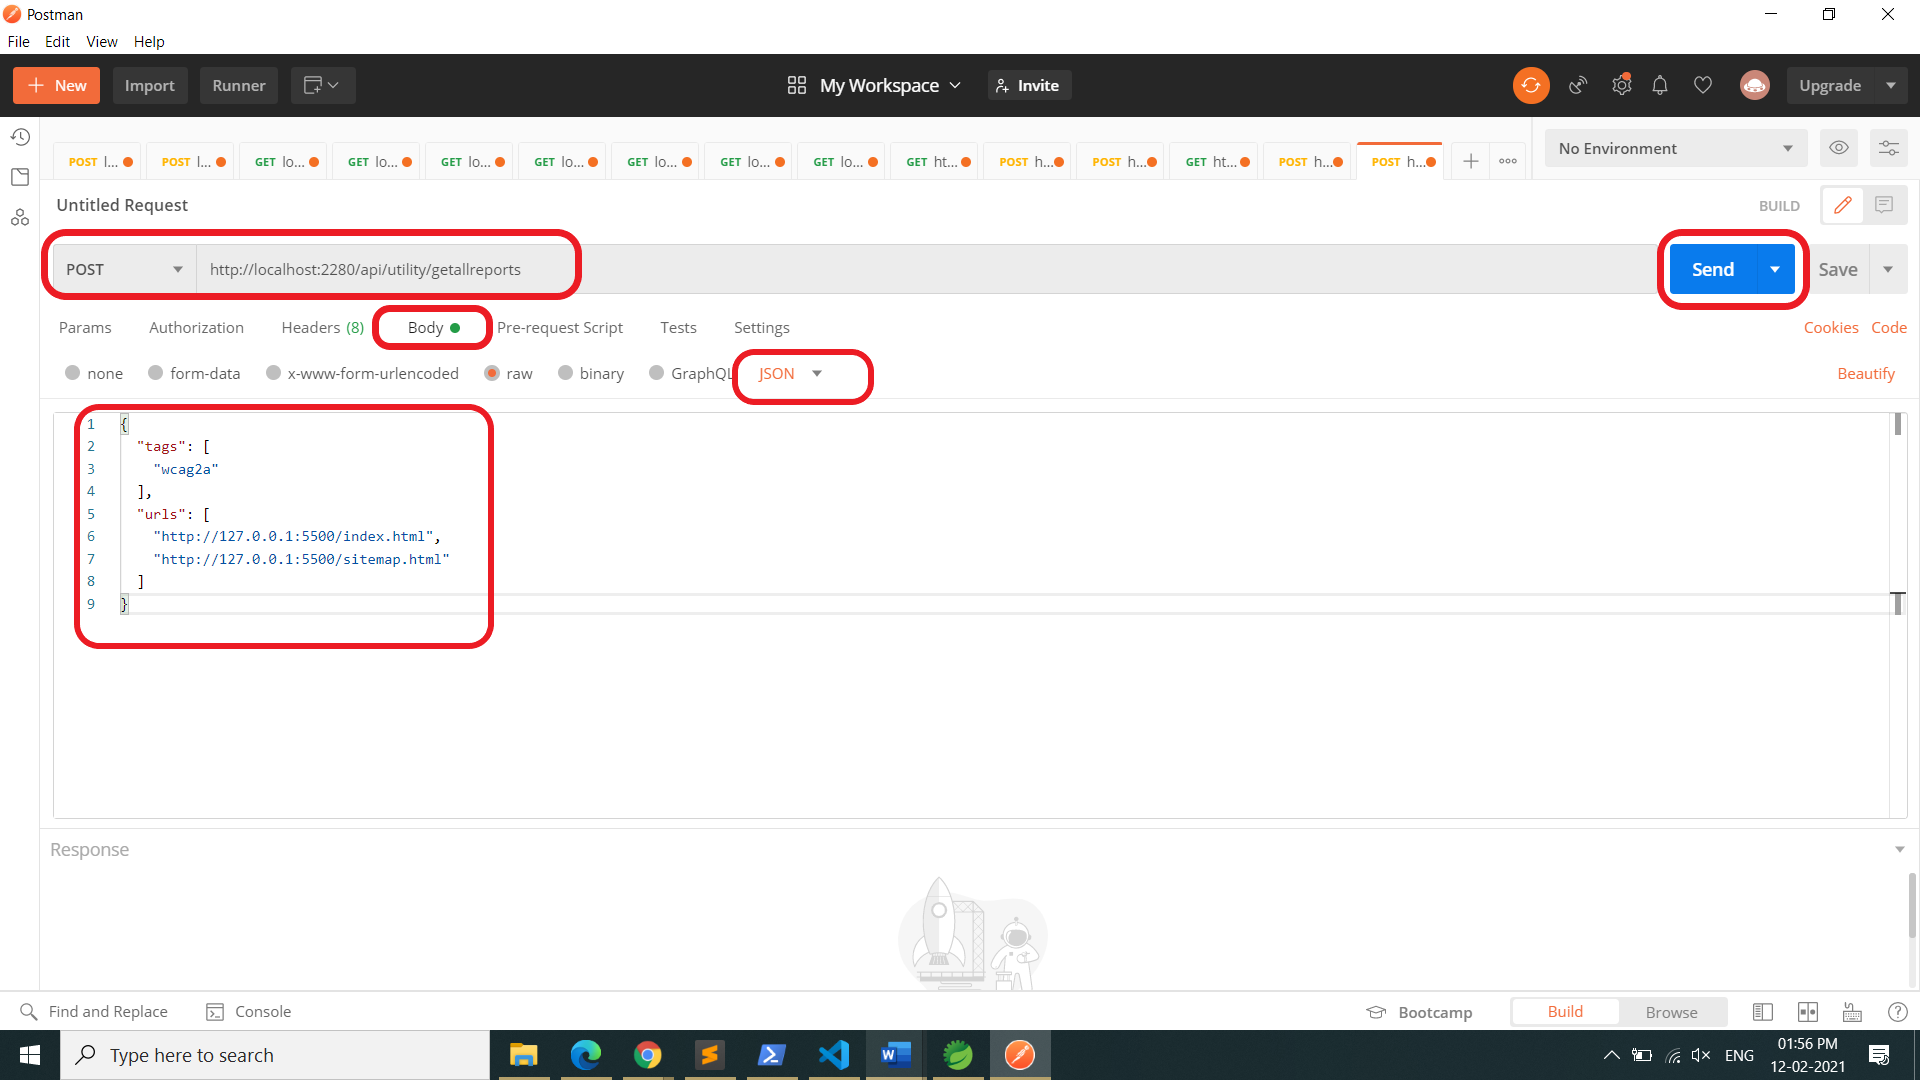 Postman
File Edit View Help
New Import Runner My Workspace Invite Upgrade
POST l... POST l... GET lo... GET lo... GET lo... GET lo... GET lo... GET lo... GET lo... GET ht... POST h... POST h... GET ht... POST h... POST h... No Environment
Untitled Request BUILD
POST http://localhost:2280/api/utility/getallreports Send Save
Params Authorization Headers (8) Body Pre-request Script Tests Settings Cookies Code
none form-data x-www-form-urlencoded raw binary GraphQL JSON Beautify
1 {
2 "tags": [
3 "wcag2a"
4 ],
5 "urls": [
6 "http://127.0.0.1:5500/index.html",
7 "http://127.0.0.1:5500/sitemap.html"
8 ]
9 }
Response
Find and Replace Console Bootcamp Build Browse
Type here to search ENG 01:56 PM
12-02-2021